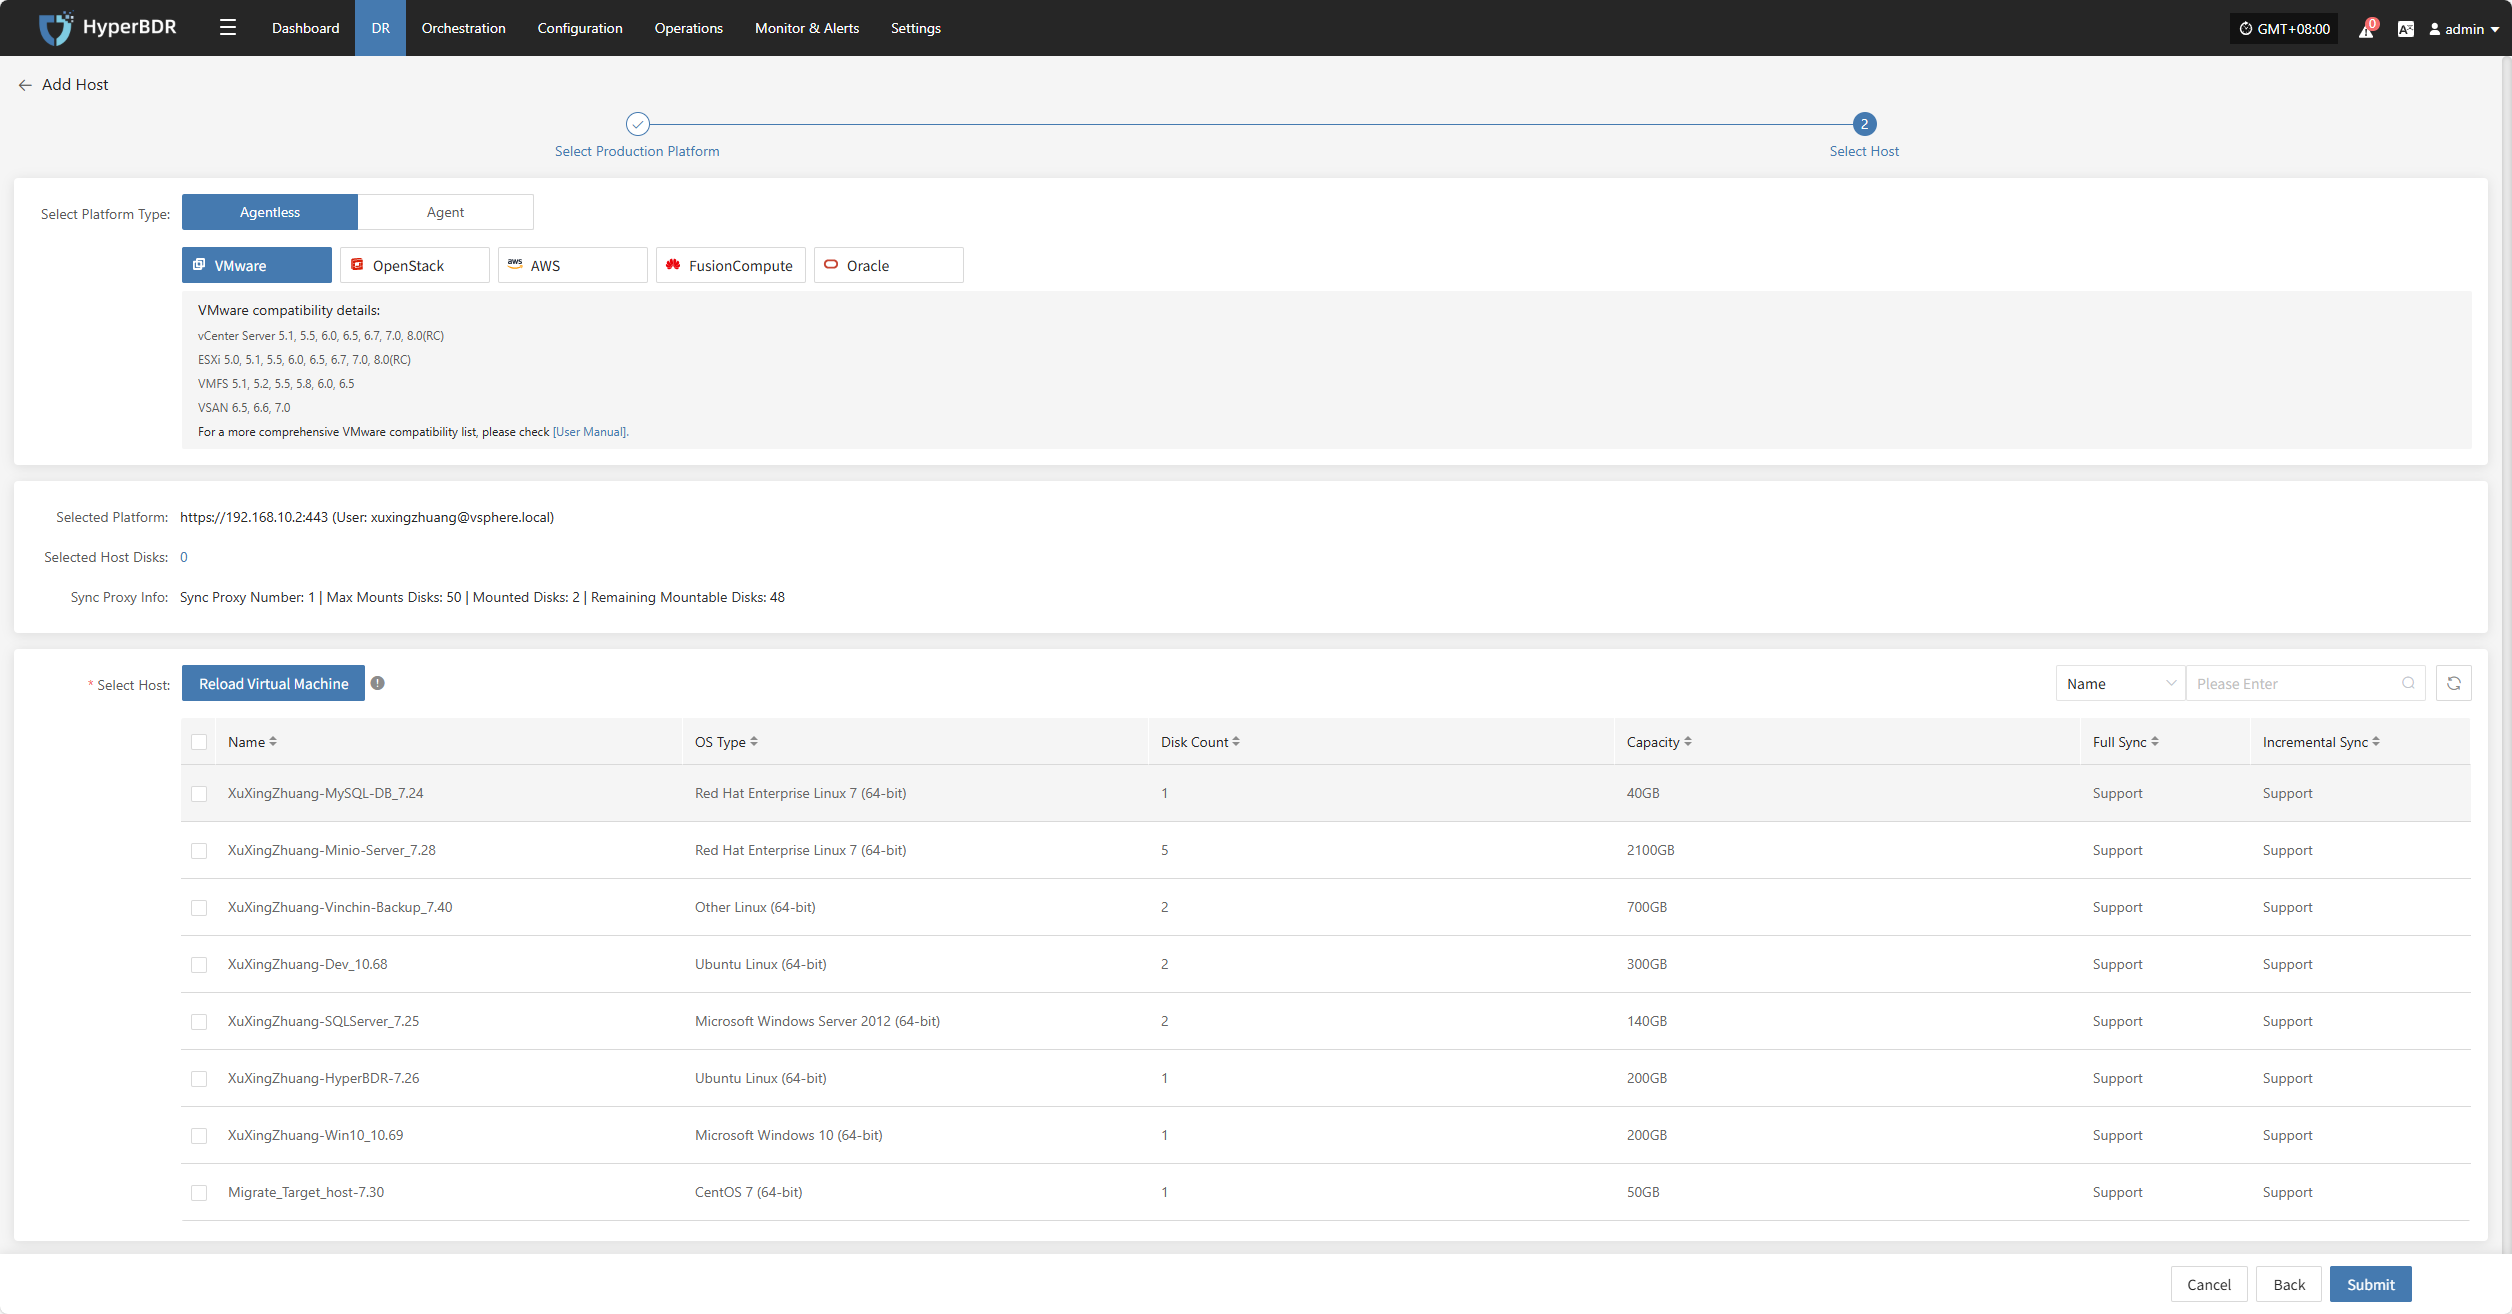 HyperBDR
Dashboard DR Orchestration Configuration Operations Monitor & Alerts Settings
GMT+08:00 0 admin
Add Host
2
Select Production Platform Select Host
Select Platform Type: Agentless Agent
VMware OpenStack aws AWS FusionCompute Oracle
VMware compatibility details:
vCenter Server 5.1, 5.5, 6.0, 6.5, 6.7, 7.0, 8.0(RC)
ESXi 5.0, 5.1, 5.5, 6.0, 6.5, 6.7, 7.0, 8.0(RC)
VMFS 5.1, 5.2, 5.5, 5.8, 6.0, 6.5
VSAN 6.5, 6.6, 7.0
For a more comprehensive VMware compatibility list, please check [User Manual].
Selected Platform: https://192.168.10.2:443 (User: xuxingzhuang@vsphere.local)
Selected Host Disks: 0
Sync Proxy Info: Sync Proxy Number: 1 | Max Mounts Disks: 50 | Mounted Disks: 2 | Remaining Mountable Disks: 48
* Select Host: Reload Virtual Machine Name Please Enter
Name OS Type Disk Count Capacity Full Sync Incremental Sync
XuXingZhuang-MySQL-DB_7.24 Red Hat Enterprise Linux 7 (64-bit) 1 40GB Support Support
XuXingZhuang-Minio-Server_7.28 Red Hat Enterprise Linux 7 (64-bit) 5 2100GB Support Support
XuXingZhuang-Vinchin-Backup_7.40 Other Linux (64-bit) 2 700GB Support Support
XuXingZhuang-Dev_10.68 Ubuntu Linux (64-bit) 2 300GB Support Support
XuXingZhuang-SQLServer_7.25 Microsoft Windows Server 2012 (64-bit) 2 140GB Support Support
XuXingZhuang-HyperBDR-7.26 Ubuntu Linux (64-bit) 1 200GB Support Support
XuXingZhuang-Win10_10.69 Microsoft Windows 10 (64-bit) 1 200GB Support Support
Migrate_Target_host-7.30 CentOS 7 (64-bit) 1 50GB Support Support
Cancel Back Submit